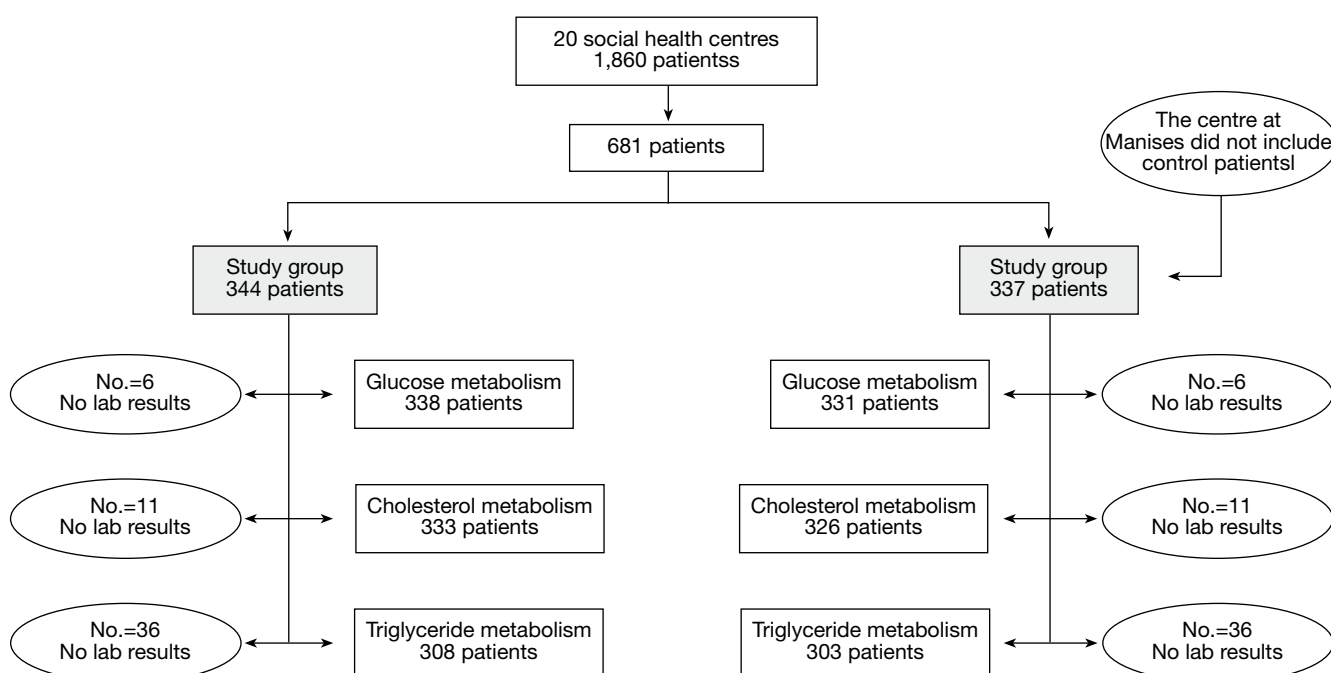 20 social health centres
1,860 patientss
681 patients
The centre at
Manises did not include
control patientsl
Study group
344 patients
Study group
337 patients
No.=6
No lab results
Glucose metabolism
338 patients
Glucose metabolism
331 patients
No.=6
No lab results
No.=11
No lab results
Cholesterol metabolism
333 patients
Cholesterol metabolism
326 patients
No.=11
No lab results
No.=36
No lab results
Triglyceride metabolism
308 patients
Triglyceride metabolism
303 patients
No.=36
No lab results